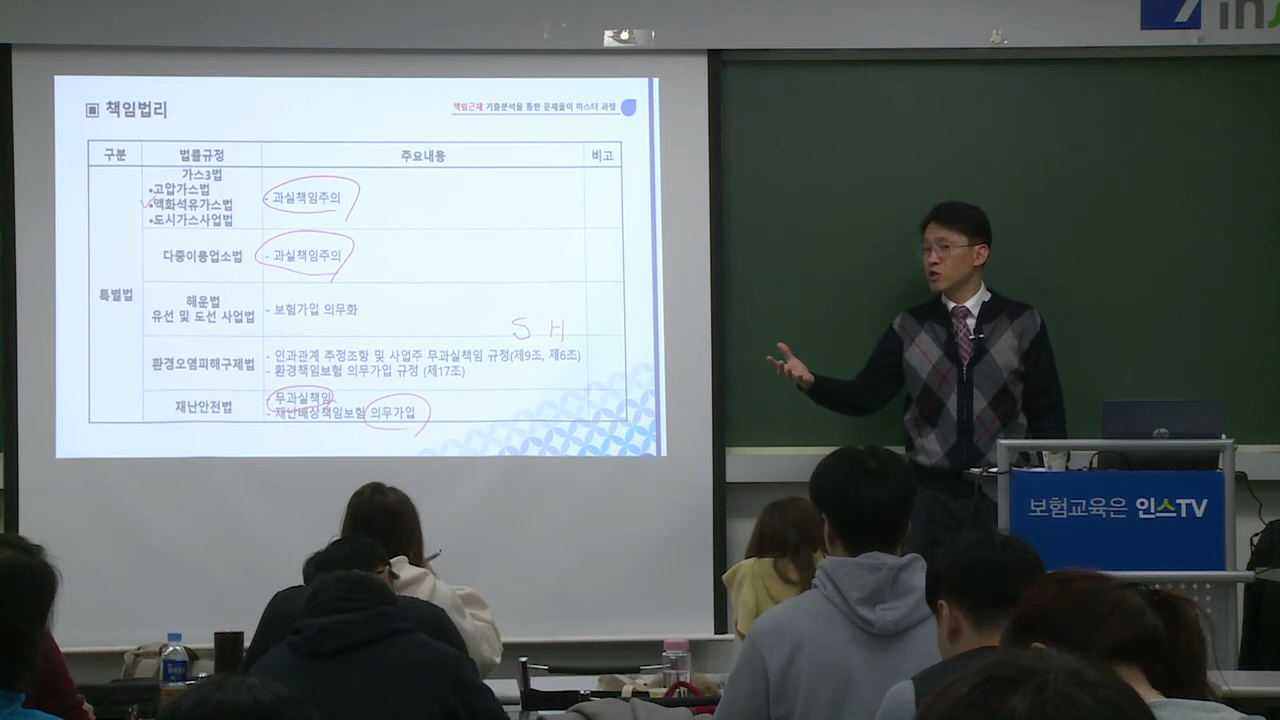 ▣ 책임법리
책임근재 기출분석을 통한 문제풀이 마스터 과정
구분 법률규정 주요내용 비고
특별법
가스3법
•고압가스법
•액화석유가스법
•도시가스사업법
- 과실책임주의
다중이용업소법
- 과실책임주의
해운법
유선 및 도선 사업법
- 보험가입 의무화
S H
환경오염피해구제법
- 인과관계 추정조항 및 사업주 무과실책임 규정(제9조, 제6조)
- 환경책임보험 의무가입 규정 (제17조)
재난안전법
- 무과실책임
- 재난배상책임보험 의무가입
hp
보험교육은 인스TV